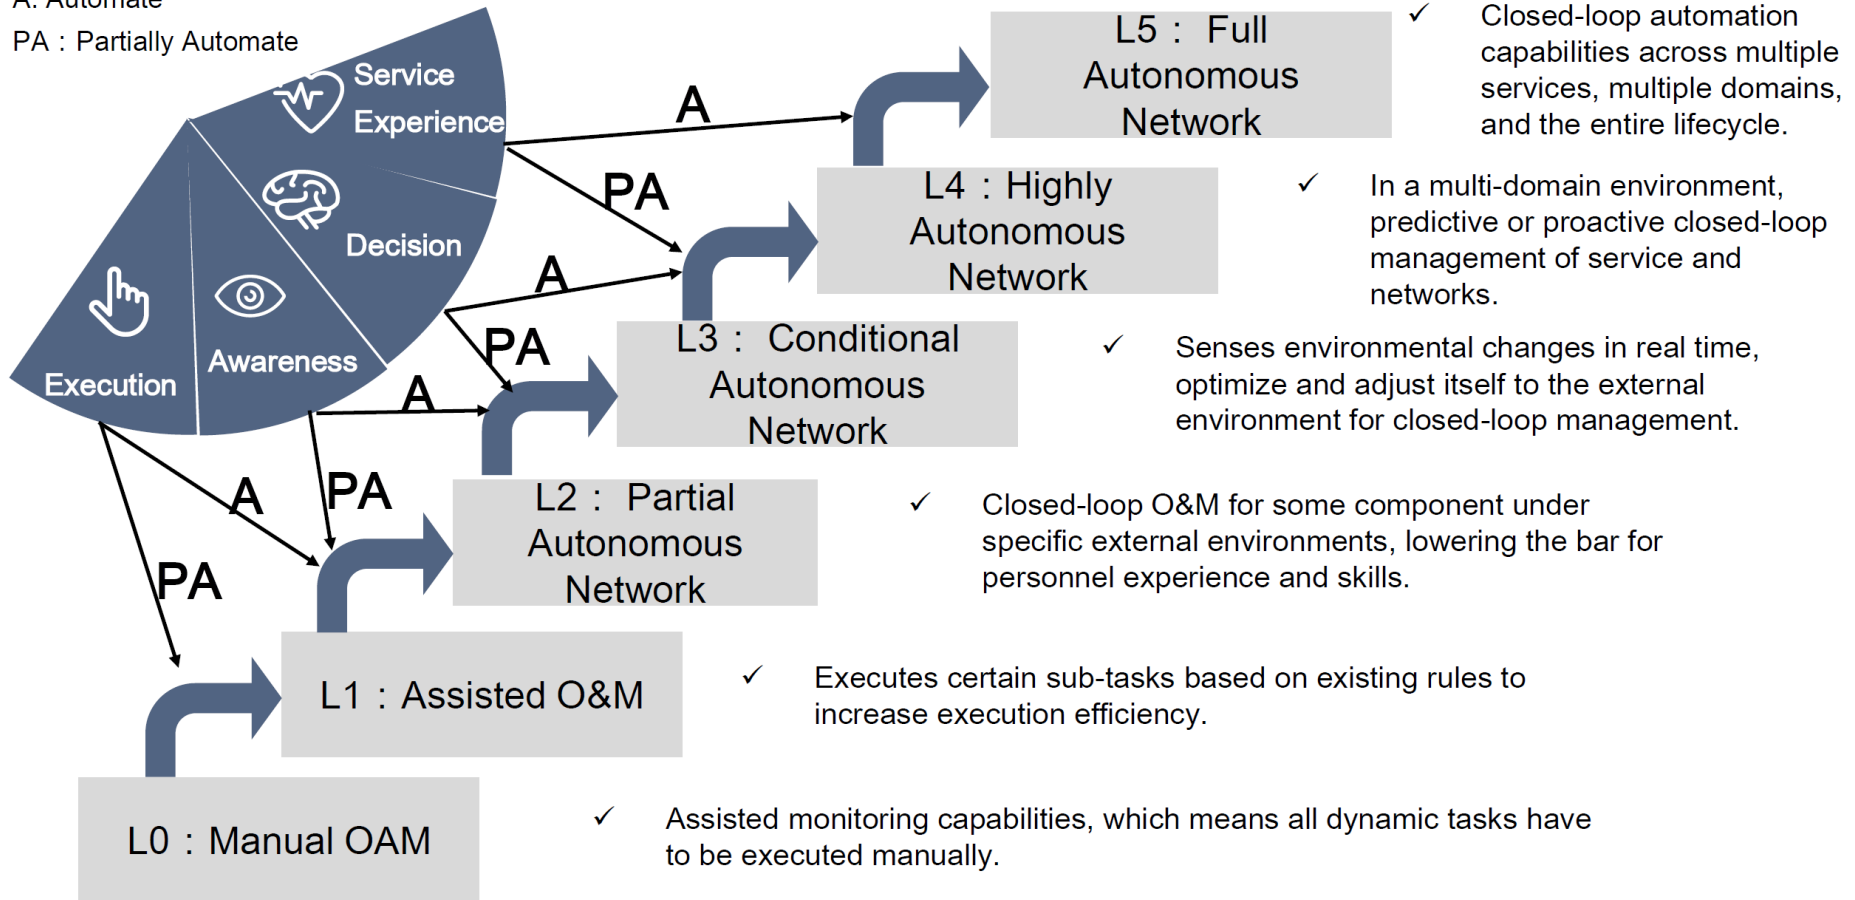 A: Automate
PA : Partially Automate
Service
Experience
Decision
Awareness
Execution
A
PA
A
PA
A
PA
A
PA
L5 : Full
Autonomous
Network
Closed-loop automation
capabilities across multiple
services, multiple domains,
and the entire lifecycle.
L4 : Highly
Autonomous
Network
In a multi-domain environment,
predictive or proactive closed-loop
management of service and
networks.
L3 : Conditional
Autonomous
Network
Senses environmental changes in real time,
optimize and adjust itself to the external
environment for closed-loop management.
L2 : Partial
Autonomous
Network
Closed-loop O&M for some component under
specific external environments, lowering the bar for
personnel experience and skills.
L1 : Assisted O&M
Executes certain sub-tasks based on existing rules to
increase execution efficiency.
L0 : Manual OAM
Assisted monitoring capabilities, which means all dynamic tasks have
to be executed manually.